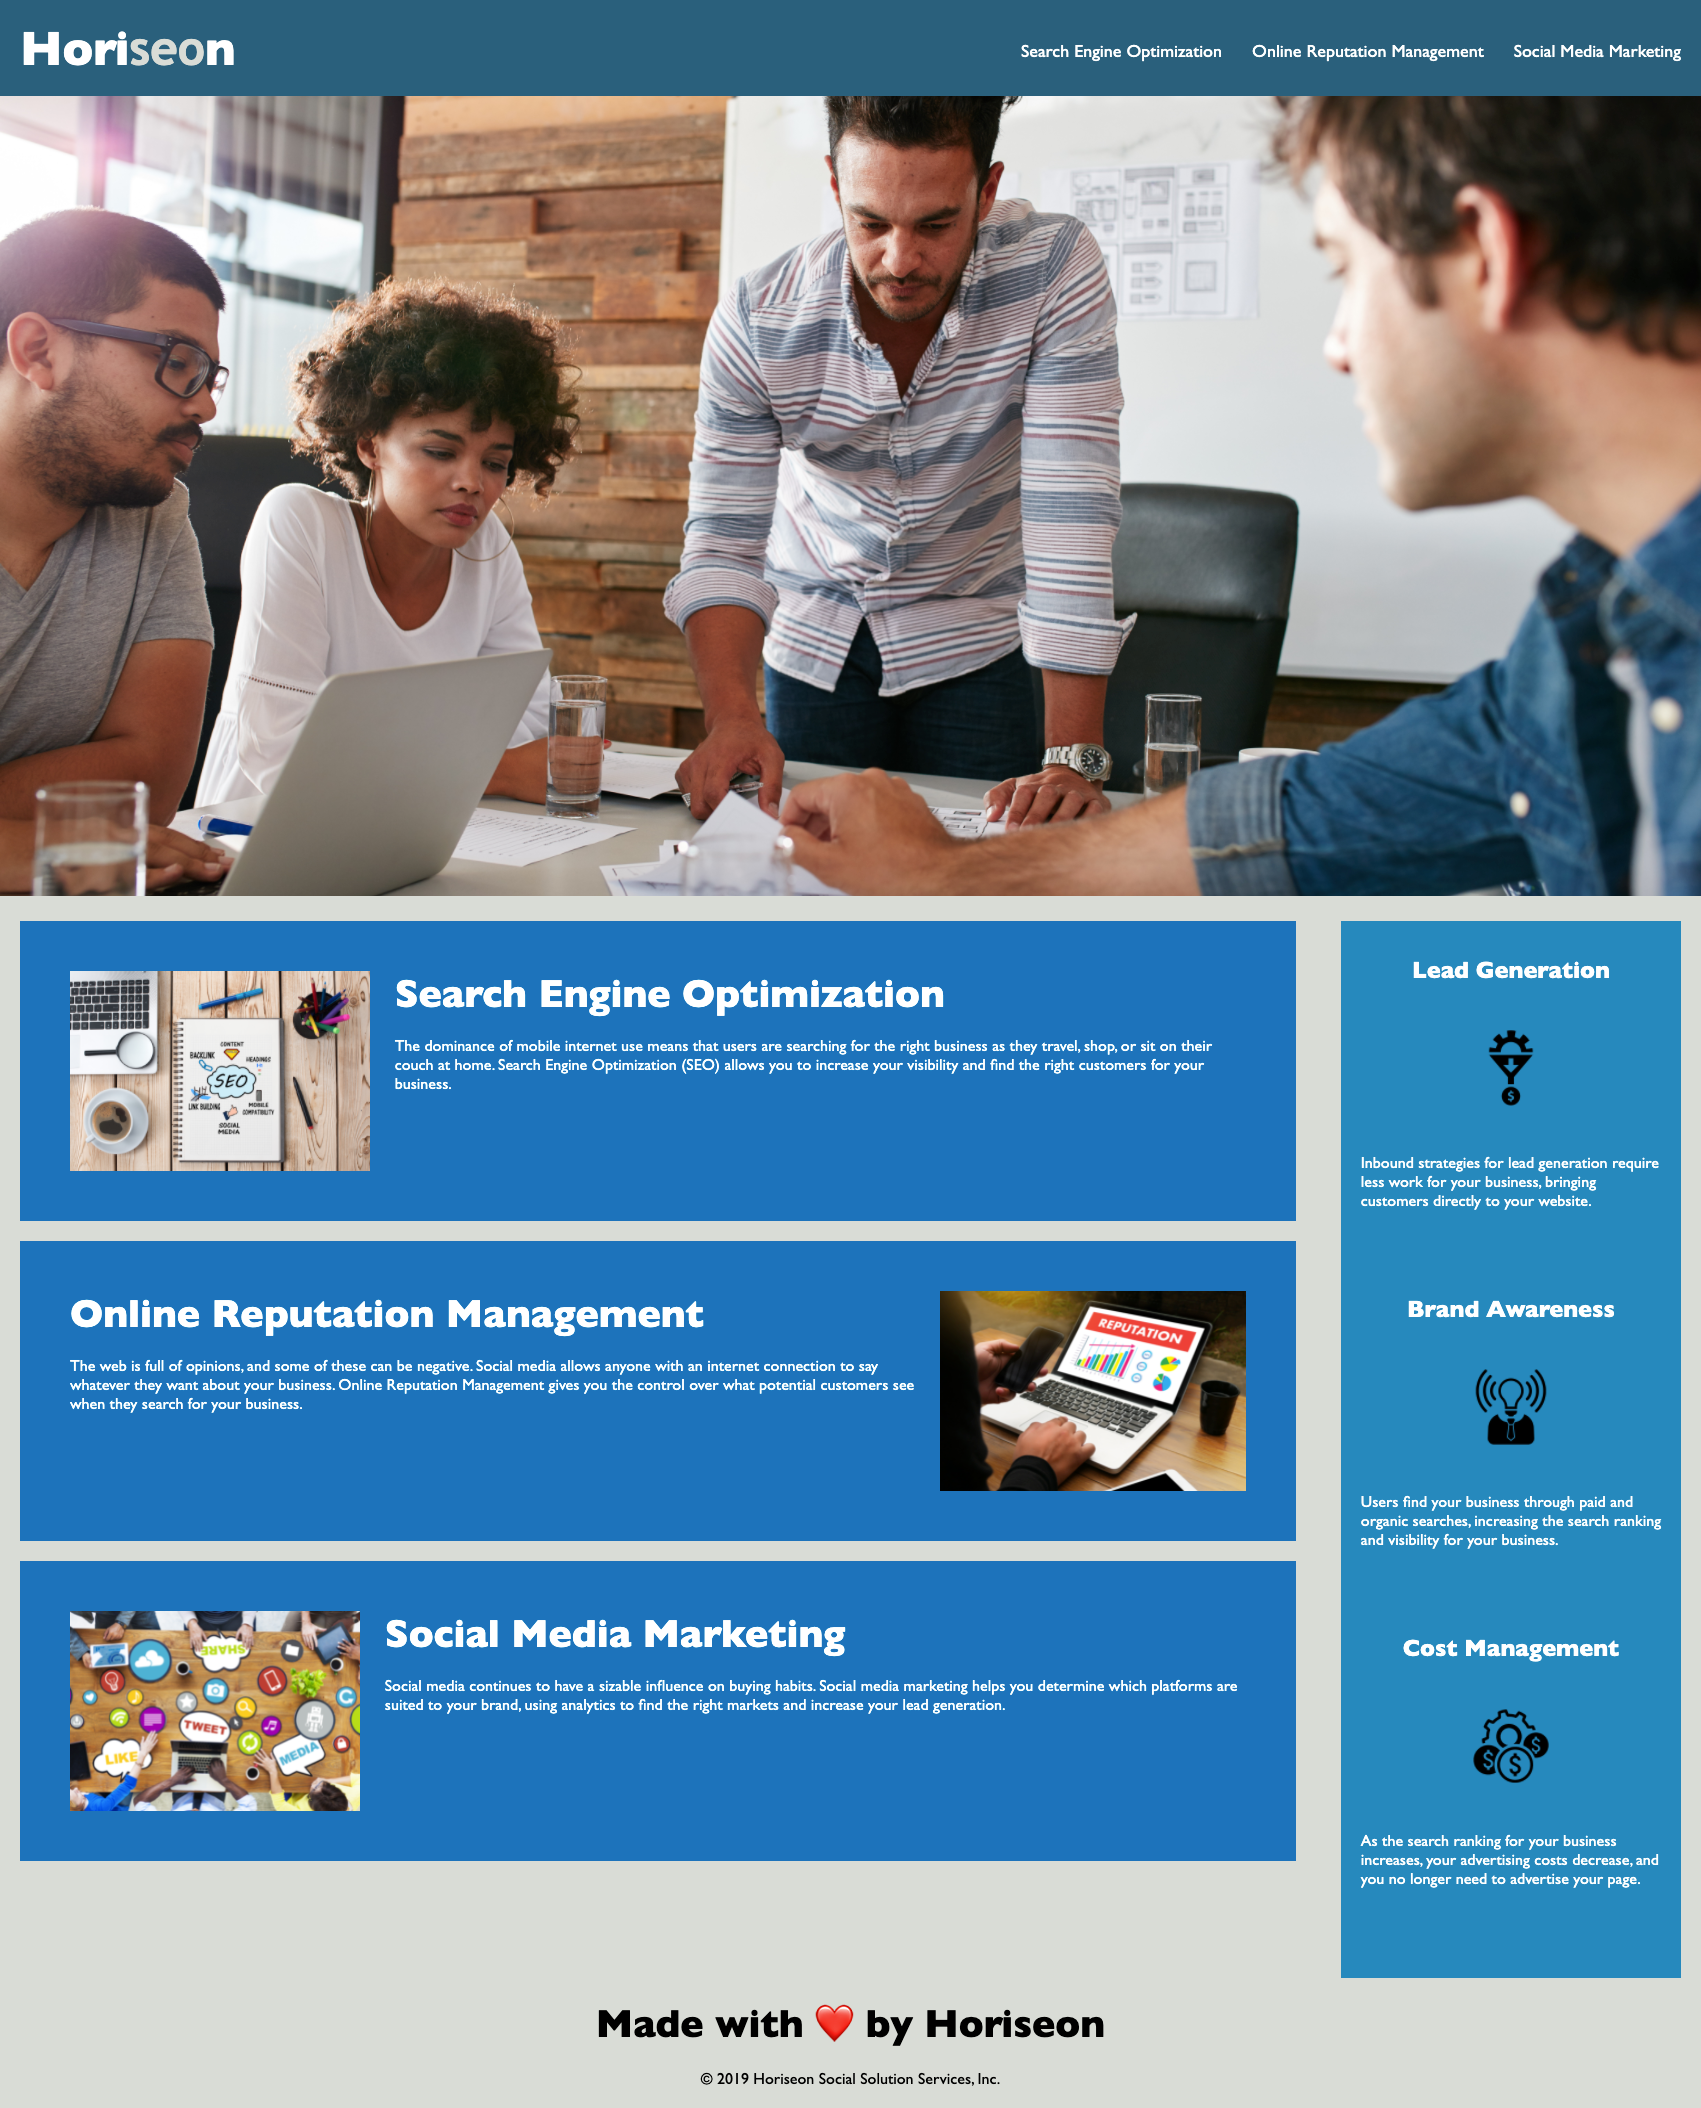 Horiseon
Search Engine Optimization
Online Reputation Management
Social Media Marketing
Search Engine Optimization
The dominance of mobile internet use means that users are searching for the right business as they travel, shop, or sit on their
couch at home. Search Engine Optimization (SEO) allows you to increase your visibility and find the right customers for your
business.
CONTENT
BACKLINK
HEADINGS
SEO
LINK BUILDING
MOBILE
COMPATIBILITY
SOCIAL
MEDIA
Online Reputation Management
The web is full of opinions, and some of these can be negative. Social media allows anyone with an internet connection to say
whatever they want about your business. Online Reputation Management gives you the control over what potential customers see
when they search for your business.
REPUTATION
Social Media Marketing
Social media continues to have a sizable influence on buying habits. Social media marketing helps you determine which platforms are
suited to your brand, using analytics to find the right markets and increase your lead generation.
SHARE
TWEET
LIKE
MEDIA
Lead Generation
$
Inbound strategies for lead generation require
less work for your business, bringing
customers directly to your website.
Brand Awareness
Users find your business through paid and
organic searches, increasing the search ranking
and visibility for your business.
Cost Management
$ $ $
As the search ranking for your business
increases, your advertising costs decrease, and
you no longer need to advertise your page.
Made with ❤️ by Horiseon
© 2019 Horiseon Social Solution Services, Inc.